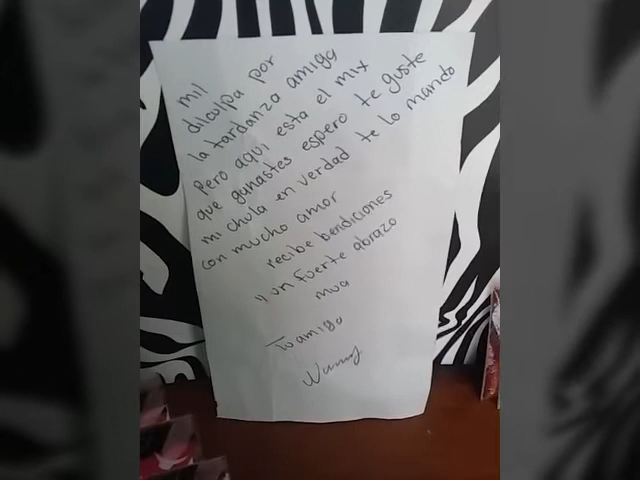 mil
dilculpa por
la tardanza amiga
Pero aqui esta el mix
que ganastes espero te guste
mi chula en verdad te lo mando
con mucho amor
recibe bendiciones
y un fuerte abrazo
mua
Tu amiga